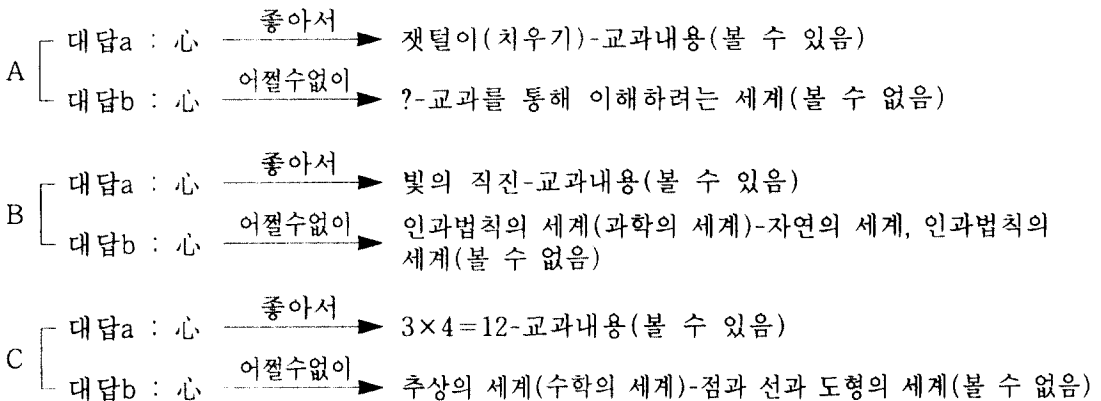 좋아서
A 대답a : 心 잿털이(치우기)-교과내용(볼 수 있음)
어쩔수없이
대답b : 心 ?-교과를 통해 이해하려는 세계(볼 수 없음)
좋아서
B 대답a : 心 빛의 직진-교과내용(볼 수 있음)
어쩔수없이
대답b : 心 인과법칙의 세계(과학의 세계)-자연의 세계, 인과법칙의
세계(볼 수 없음)
좋아서
C 대답a : 心 3×4=12-교과내용(볼 수 있음)
어쩔수없이
대답b : 心 추상의 세계(수학의 세계)-점과 선과 도형의 세계(볼 수 없음)